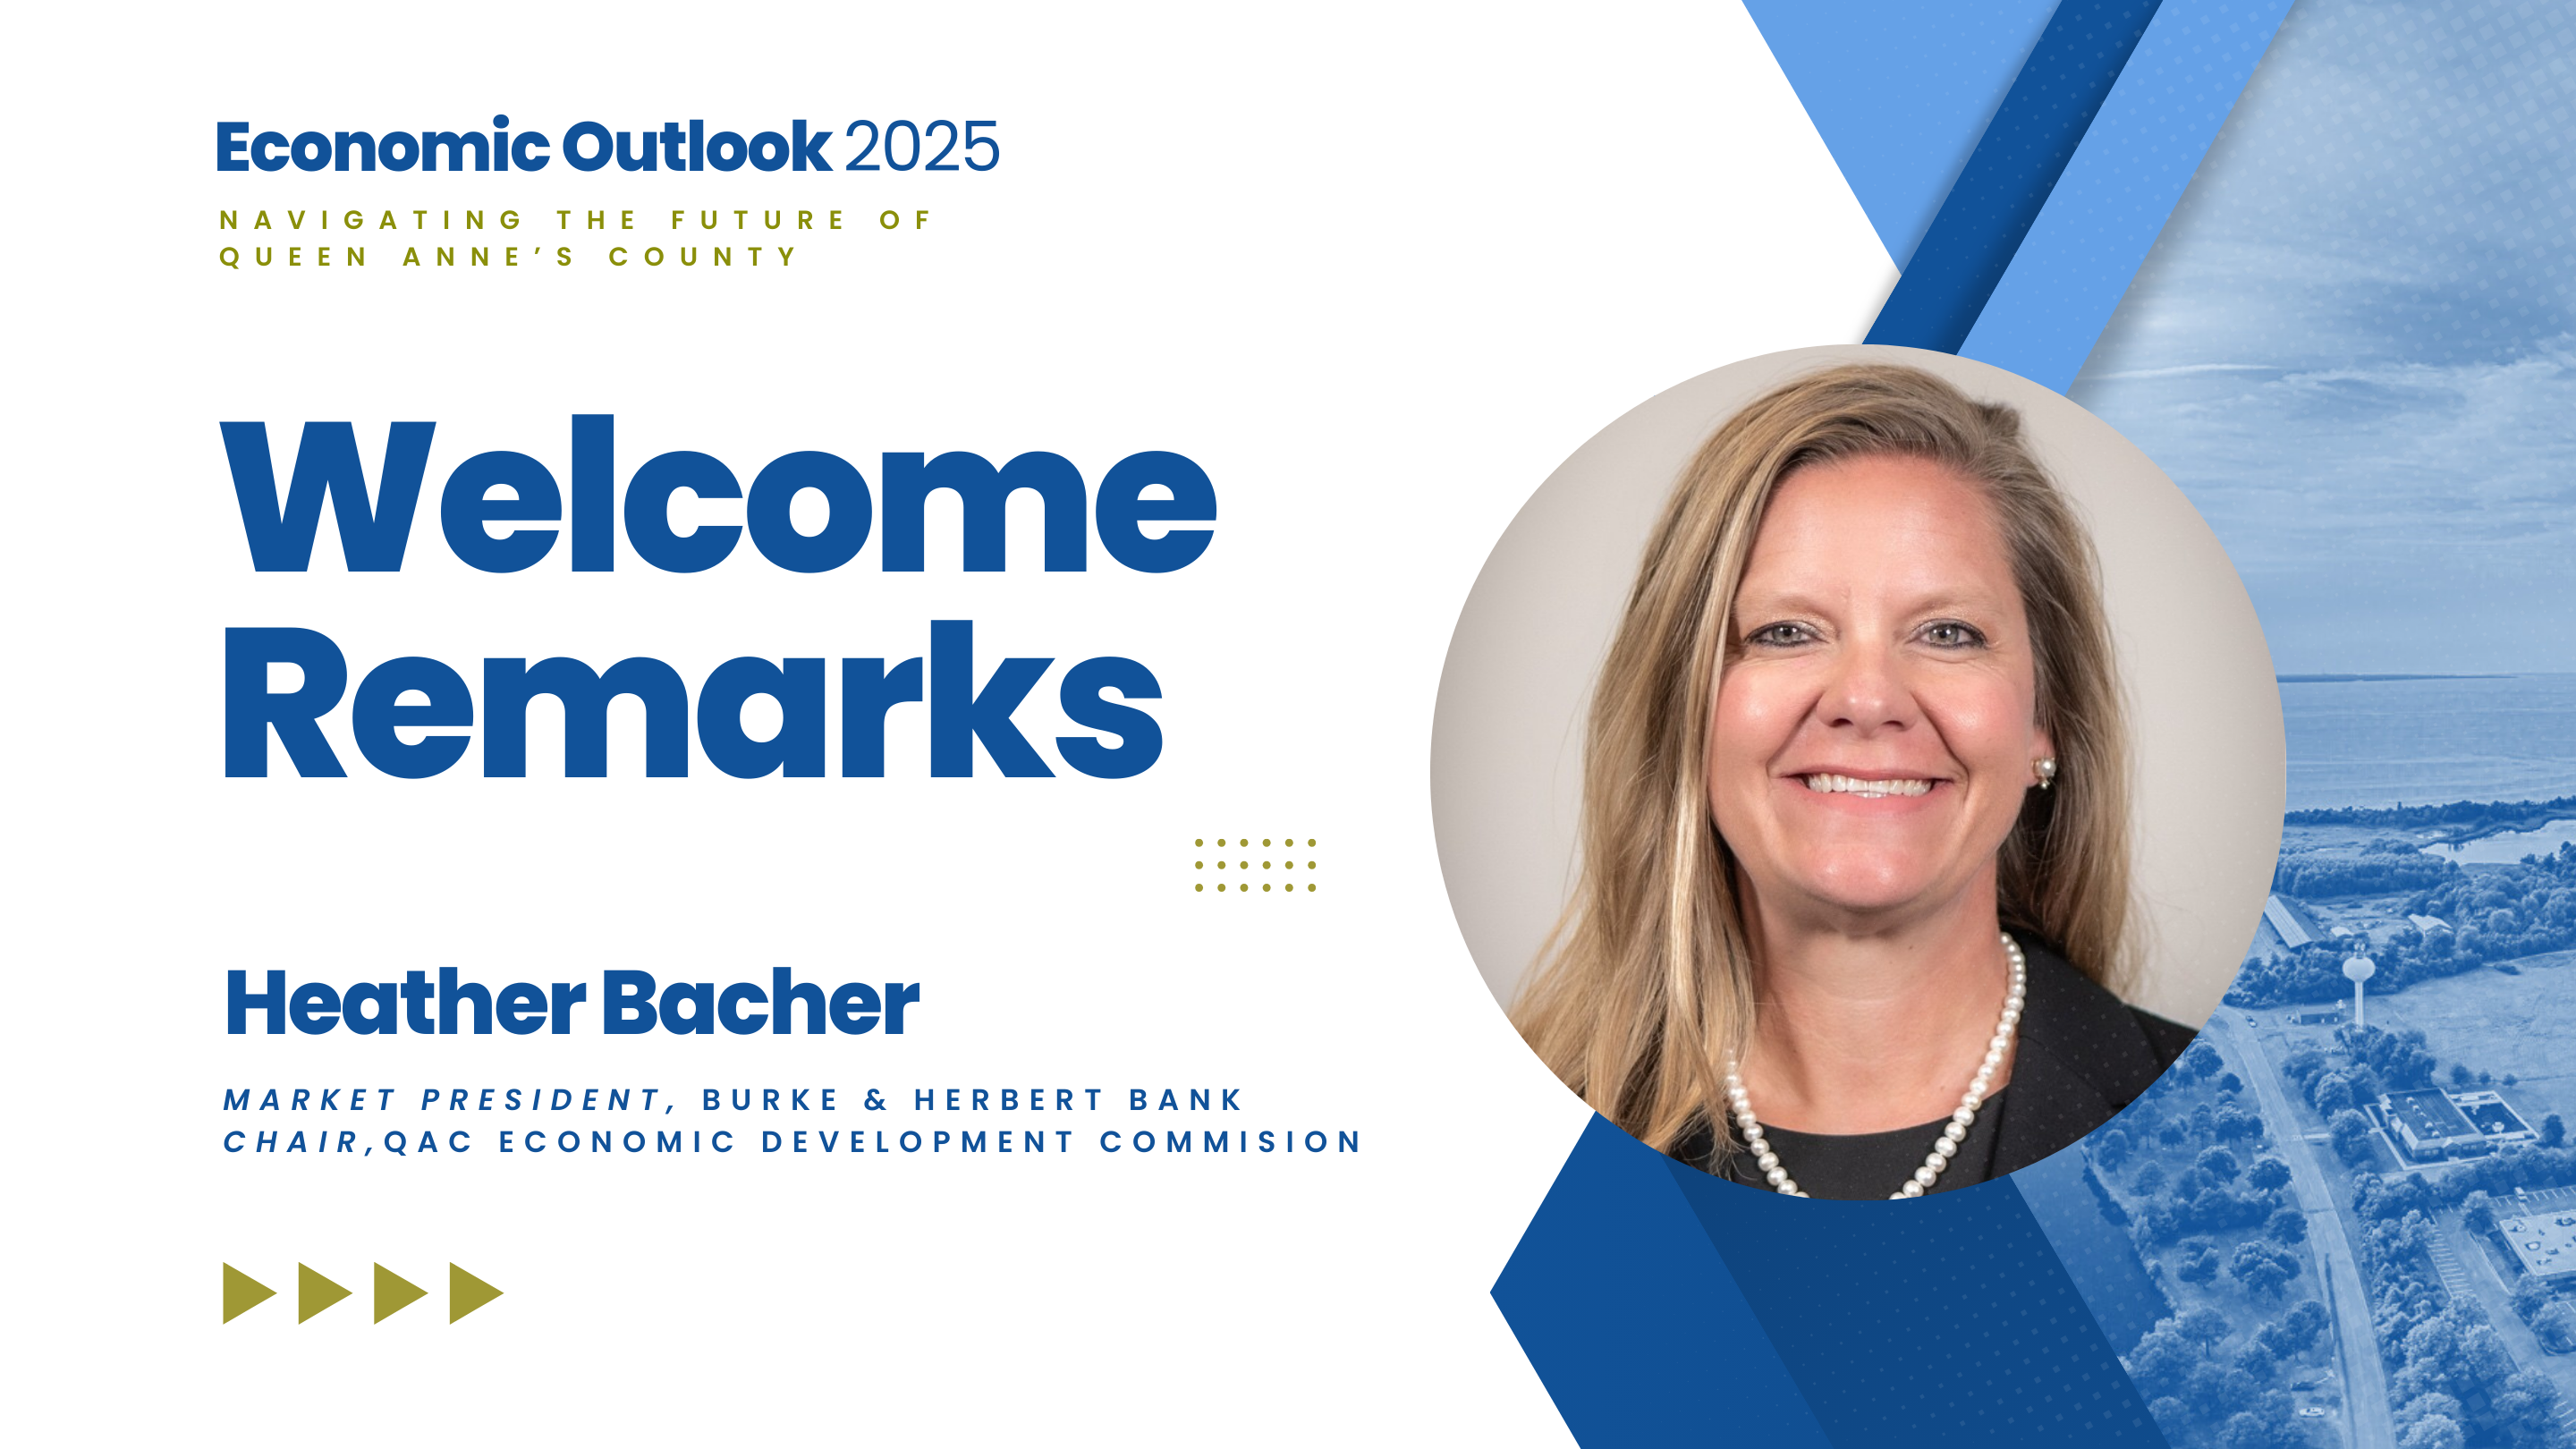 Economic Outlook 2025
NAVIGATING THE FUTURE OF
QUEEN ANNE’S COUNTY
Welcome
Remarks
Heather Bacher
MARKET PRESIDENT, BURKE & HERBERT BANK
CHAIR,QAC ECONOMIC DEVELOPMENT COMMISION